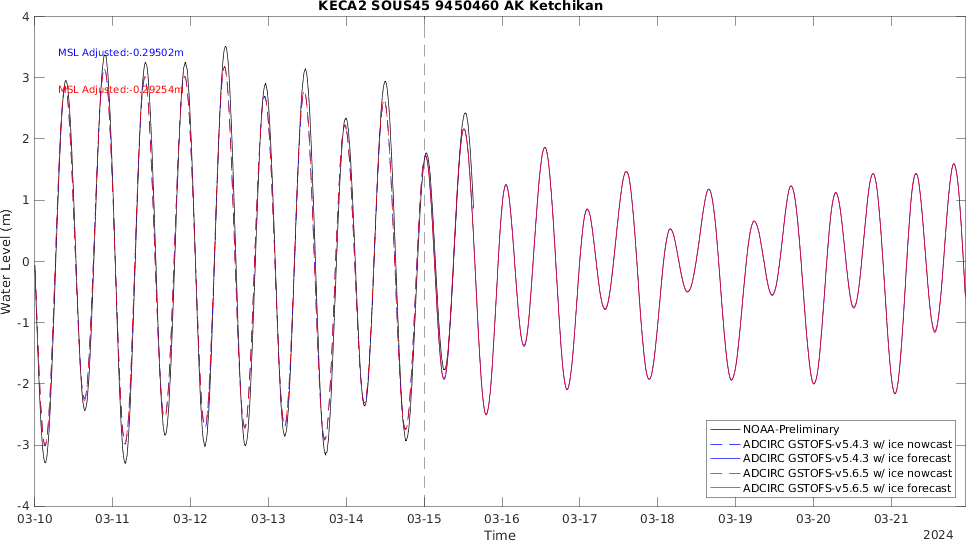 KECA2 SOUS45 9450460 AK Ketchikan
4
MSL Adjusted:-0.29502m
3
MSL Adjusted:-0.29254m
2
1
0
-1
-2
-3
-4
Water Level (m)
NOAA-Preliminary
ADCIRC GSTOFS-v5.4.3 w/ ice nowcast
ADCIRC GSTOFS-v5.4.3 w/ ice forecast
ADCIRC GSTOFS-v5.6.5 w/ ice nowcast
ADCIRC GSTOFS-v5.6.5 w/ ice forecast
03-10 03-11 03-12 03-13 03-14 03-15 03-16 03-17 03-18 03-19 03-20 03-21
Time
2024